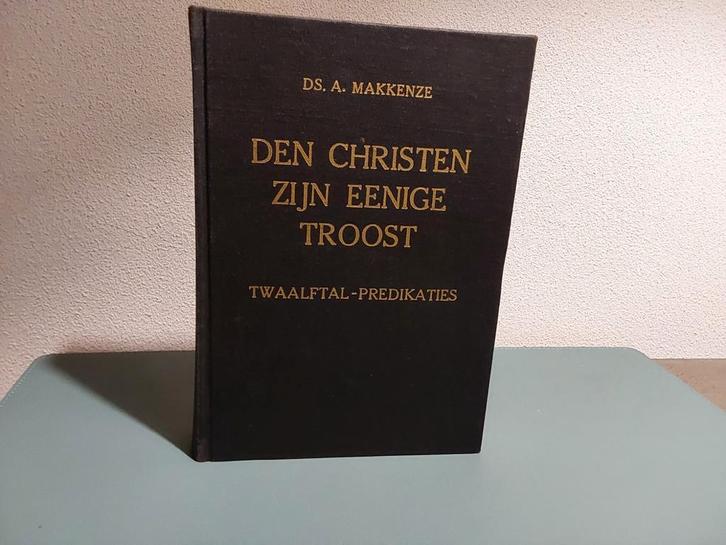 DS. A. MAKKENZE
DEN CHRISTEN
ZIJN EENIGE
TROOST
TWAALFTAL-PREDIKATIES